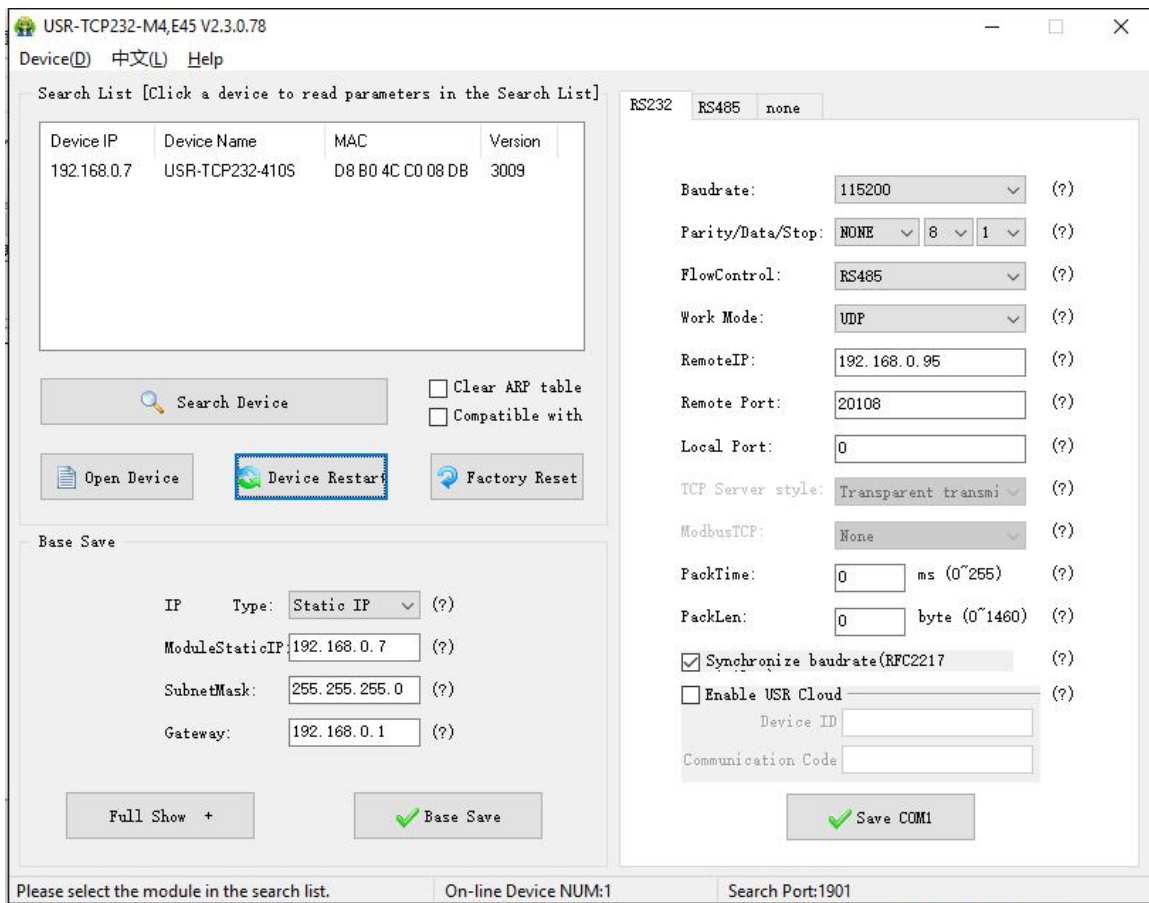 USR-TCP232-M4,E45 V2.3.0.78
Device(D) 中文(L) Help
Search List [Click a device to read parameters in the Search List]
Device IP Device Name MAC Version
192.168.0.7 USR-TCP232-410S D8 B0 4C C0 08 DB 3009
Search Device
Clear ARP table
Compatible with
Open Device
Device Restart
Factory Reset
Base Save
IP Type: Static IP (?)
ModuleStaticIP: 192.168.0.7 (?)
SubnetMask: 255.255.255.0 (?)
Gateway: 192.168.0.1 (?)
Full Show +
Base Save
RS232 RS485 none
Baudrate: 115200 (?)
Parity/Data/Stop: NONE 8 1 (?)
FlowControl: RS485 (?)
Work Mode: UDP (?)
RemoteIP: 192.168.0.95 (?)
Remote Port: 20108 (?)
Local Port: 0 (?)
TCP Server style: Transparent transmi (?)
ModbusTCP: None (?)
PackTime: 0 ms (0~255) (?)
PackLen: 0 byte (0~1460) (?)
Synchronize baudrate(RFC2217 (?)
Enable USR Cloud (?)
Device ID
Communication Code
Save COM1
Please select the module in the search list. On-line Device NUM:1 Search Port:1901